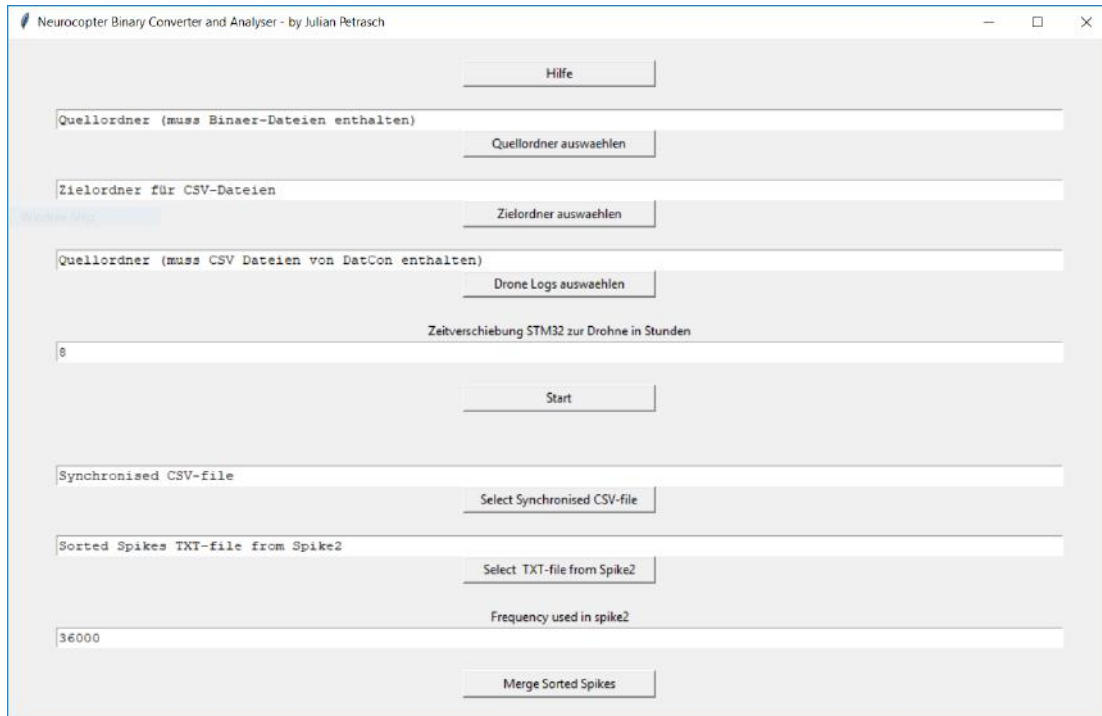 Neurocopter Binary Converter and Analyser - by Julian Petrasch
Hilfe
Quellordner (muss Binaer-Dateien enthalten)
Quellordner auswaehlen
Zielordner für CSV-Dateien
Zielordner auswaehlen
Quellordner (muss CSV Dateien von DatCon enthalten)
Drone Logs auswaehlen
Zeitverschiebung STM32 zur Drohne in Stunden
8
Start
Synchronised CSV-file
Select Synchronised CSV-file
Sorted Spikes TXT-file from Spike2
Select TXT-file from Spike2
Frequency used in spike2
36000
Merge Sorted Spikes